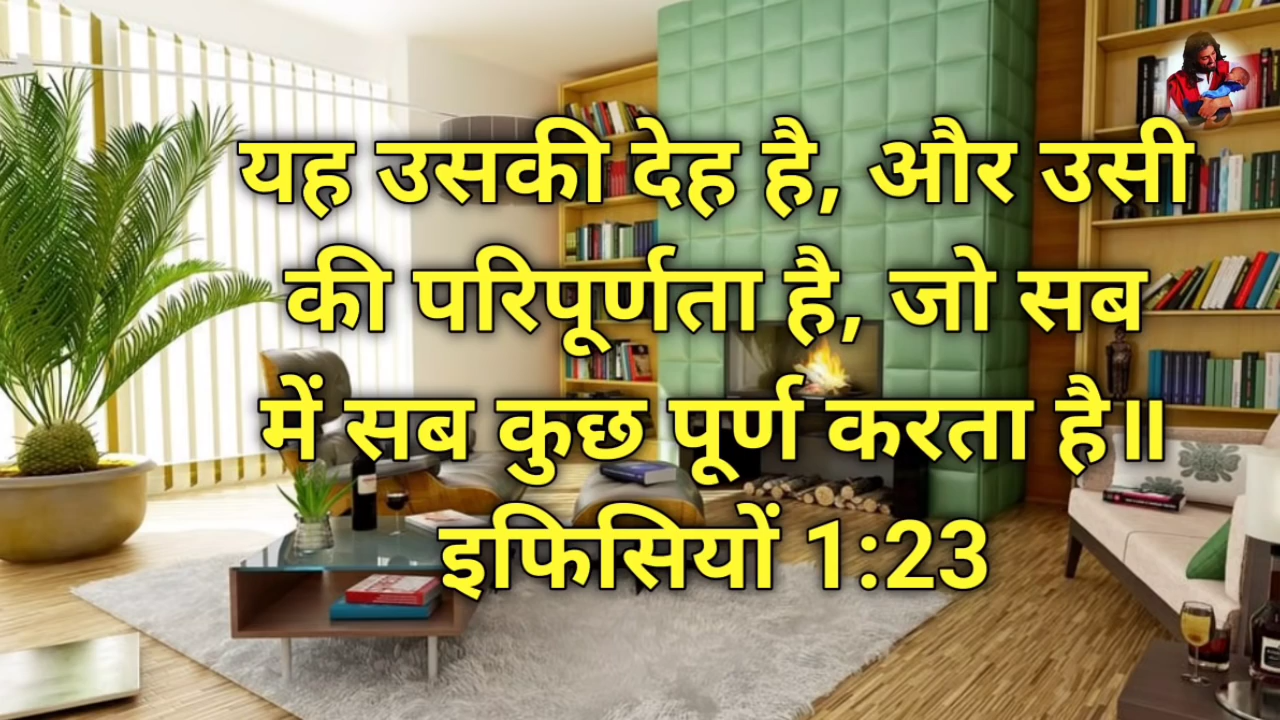 यह उसकी देह है, और उसी
की परिपूर्णता है, जो सब
में सब कुछ पूर्ण करता है॥
इफिसियों 1:23